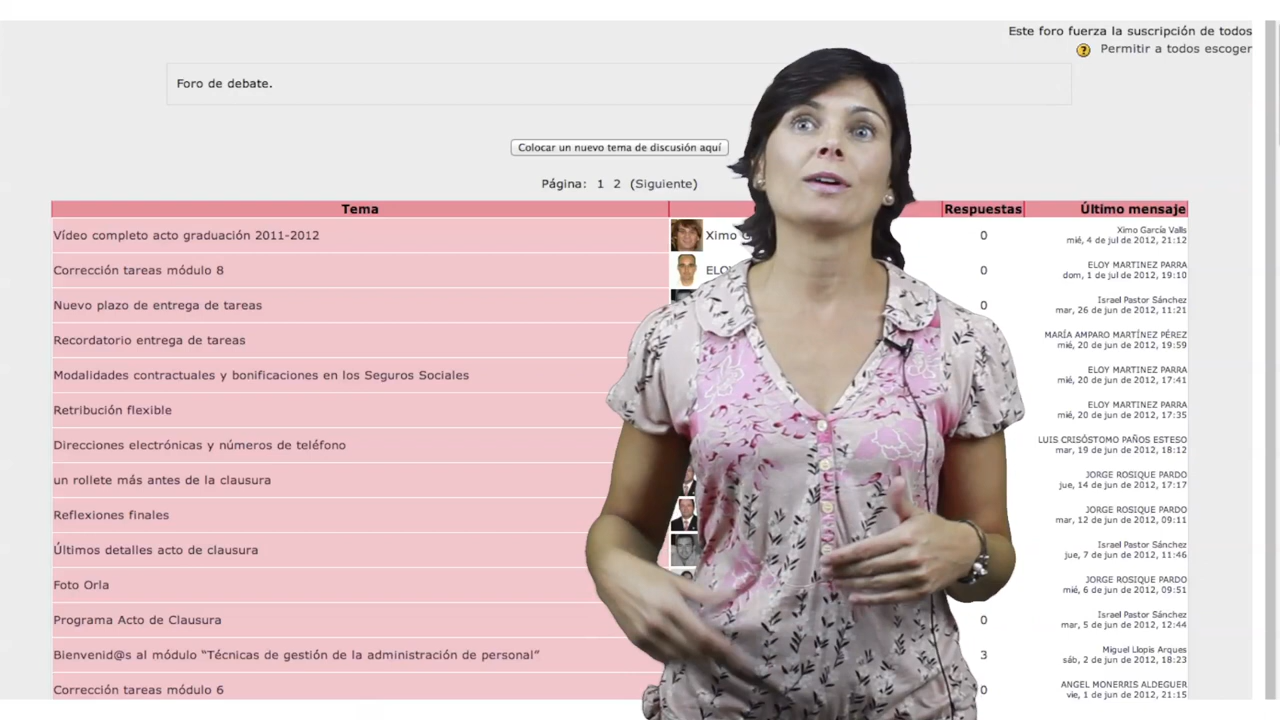 Este foro fuerza la suscripción de todos
Permitir a todos escoger
Foro de debate.
Colocar un nuevo tema de discusión aquí
Página: 1 2 (Siguiente)
Tema Respuestas Último mensaje
Vídeo completo acto graduación 2011-2012 Ximo 0 Ximo García Valls
mié, 4 de jul de 2012, 21:12
Corrección tareas módulo 8 ELOY 0 ELOY MARTINEZ PARRA
dom, 1 de jul de 2012, 19:10
Nuevo plazo de entrega de tareas 0 Israel Pastor Sánchez
mar, 26 de jun de 2012, 11:21
Recordatorio entrega de tareas MARÍA AMPARO MARTÍNEZ PÉREZ
mié, 20 de jun de 2012, 19:59
Modalidades contractuales y bonificaciones en los Seguros Sociales ELOY MARTINEZ PARRA
mié, 20 de jun de 2012, 17:41
Retribución flexible ELOY MARTINEZ PARRA
mié, 20 de jun de 2012, 17:35
Direcciones electrónicas y números de teléfono LUIS CRISÓSTOMO PAÑOS ESTESO
mar, 19 de jun de 2012, 18:12
un rollete más antes de la clausura JORGE ROSIQUE PARDO
jue, 14 de jun de 2012, 17:17
Reflexiones finales JORGE ROSIQUE PARDO
mar, 12 de jun de 2012, 09:11
Últimos detalles acto de clausura Israel Pastor Sánchez
jue, 7 de jun de 2012, 11:46
Foto Orla JORGE ROSIQUE PARDO
mié, 6 de jun de 2012, 09:51
Programa Acto de Clausura 0 Israel Pastor Sánchez
mar, 5 de jun de 2012, 12:44
Bienvenid@s al módulo “Técnicas de gestión de la administración de personal” 3 Miguel Llopis Arques
sáb, 2 de jun de 2012, 18:23
Corrección tareas módulo 6 0 ANGEL MONERRIS ALDEGUER
vie, 1 de jun de 2012, 21:15